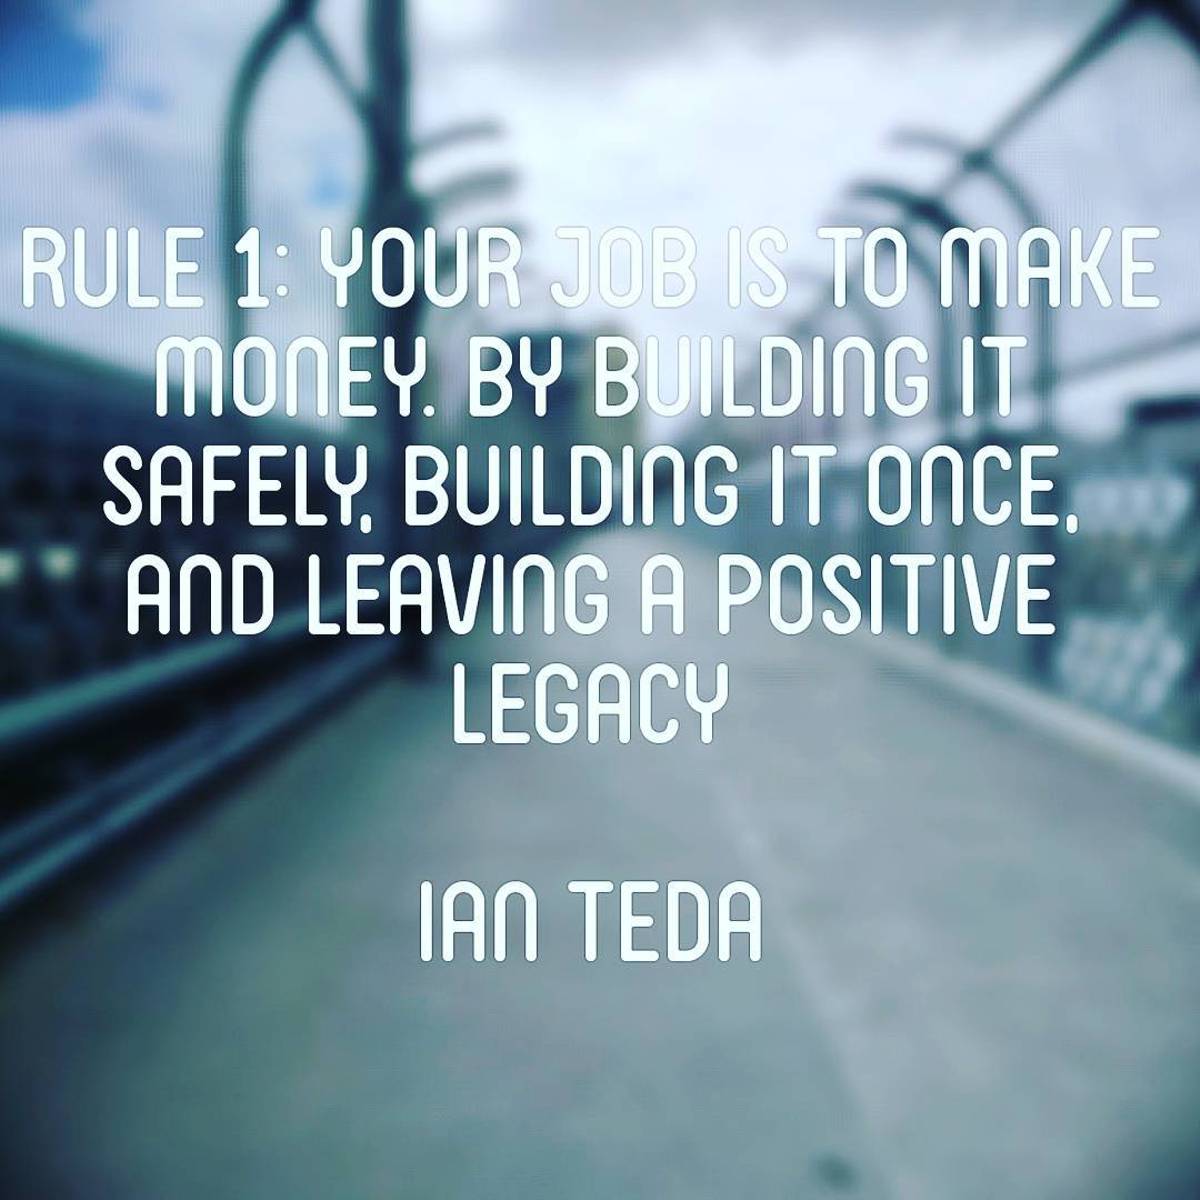 RULE 1: YOUR JOB IS TO MAKE
MONEY. BY BUILDING IT
SAFELY, BUILDING IT ONCE,
AND LEAVING A POSITIVE
LEGACY
IAN TEDA